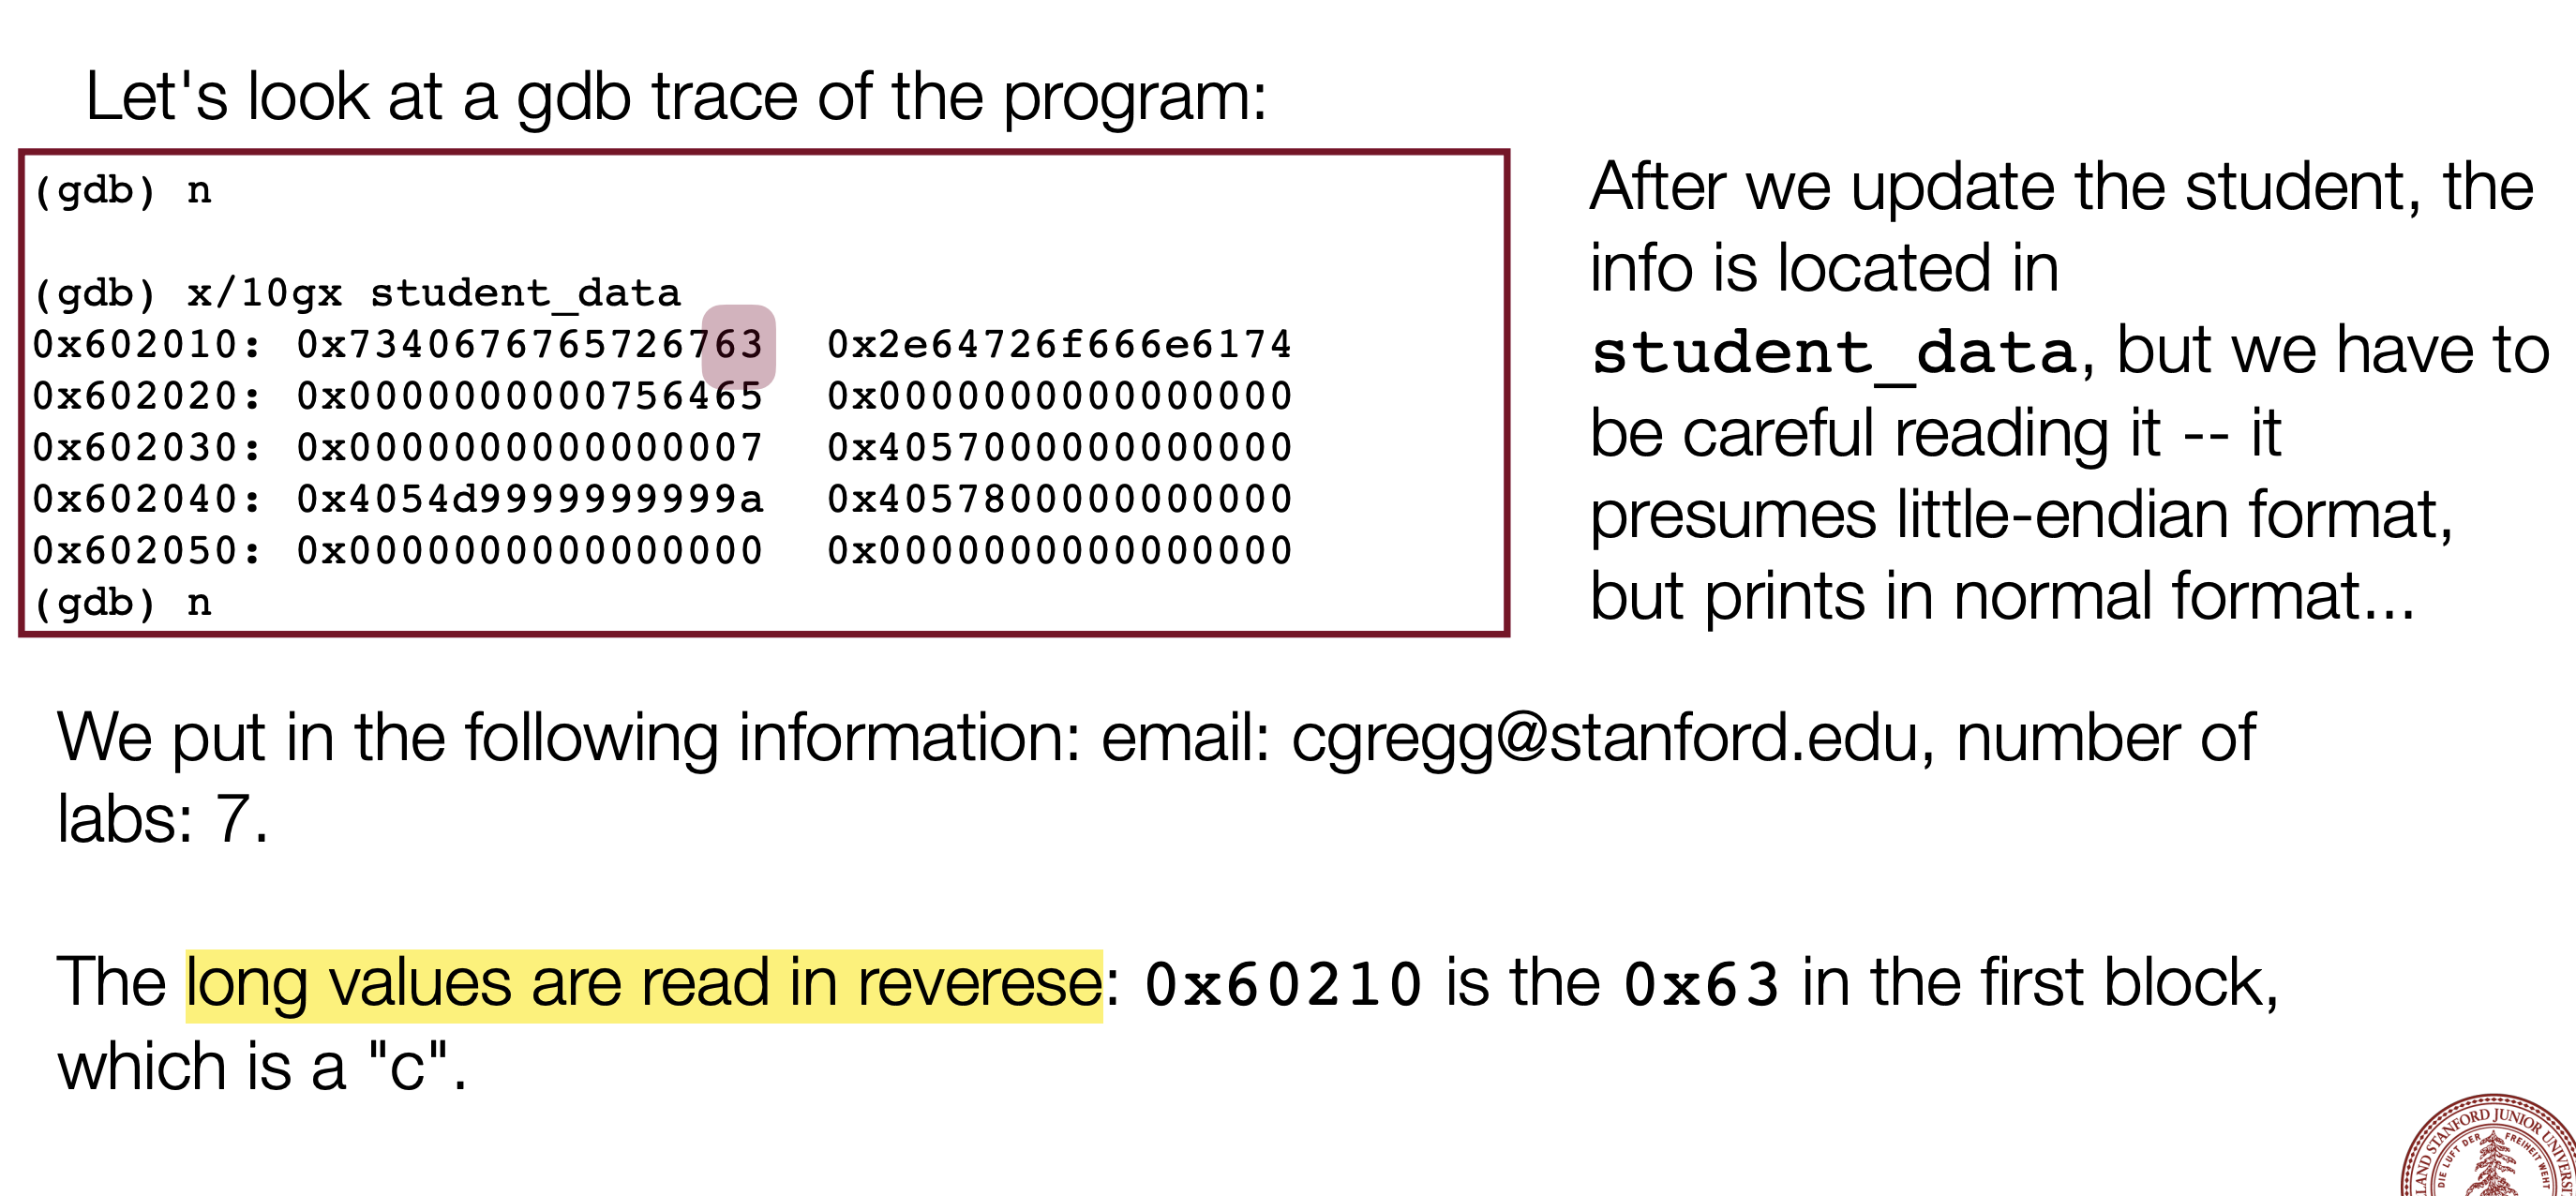 Let's look at a gdb trace of the program:
(gdb) n
(gdb) x/10gx student_data
0x602010: 0x7340676765726763 0x2e64726f666e6174
0x602020: 0x0000000000756465 0x0000000000000000
0x602030: 0x0000000000000007 0x4057000000000000
0x602040: 0x4054d9999999999a 0x4057800000000000
0x602050: 0x0000000000000000 0x0000000000000000
(gdb) n
After we update the student, the
info is located in
student_data, but we have to
be careful reading it -- it
presumes little-endian format,
but prints in normal format...
We put in the following information: email: cgregg@stanford.edu, number of
labs: 7.
The long values are read in reverese: 0x60210 is the 0x63 in the first block,
which is a "c".
LAND STANFORD JUNIOR UNIVERS
DIE LUFT DER FREIHEIT WEHT